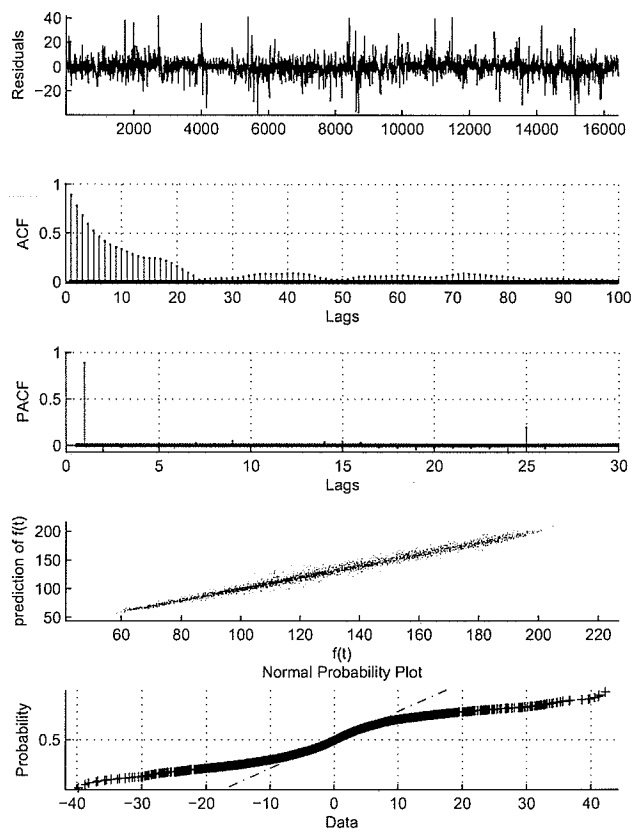 40
20
0
−20
Residuals
2000 4000 6000 8000 10000 12000 14000 16000
1
0.5
0
ACF
0 10 20 30 40 50 60 70 80 90 100
Lags
1
0.5
0
PACF
0 5 10 15 20 25 30
Lags
200
150
100
50
prediction of f(t)
60 80 100 120 140 160 180 200 220
f(t)
Normal Probability Plot
0.5
Probability
−40 −30 −20 −10 0 10 20 30 40
Data